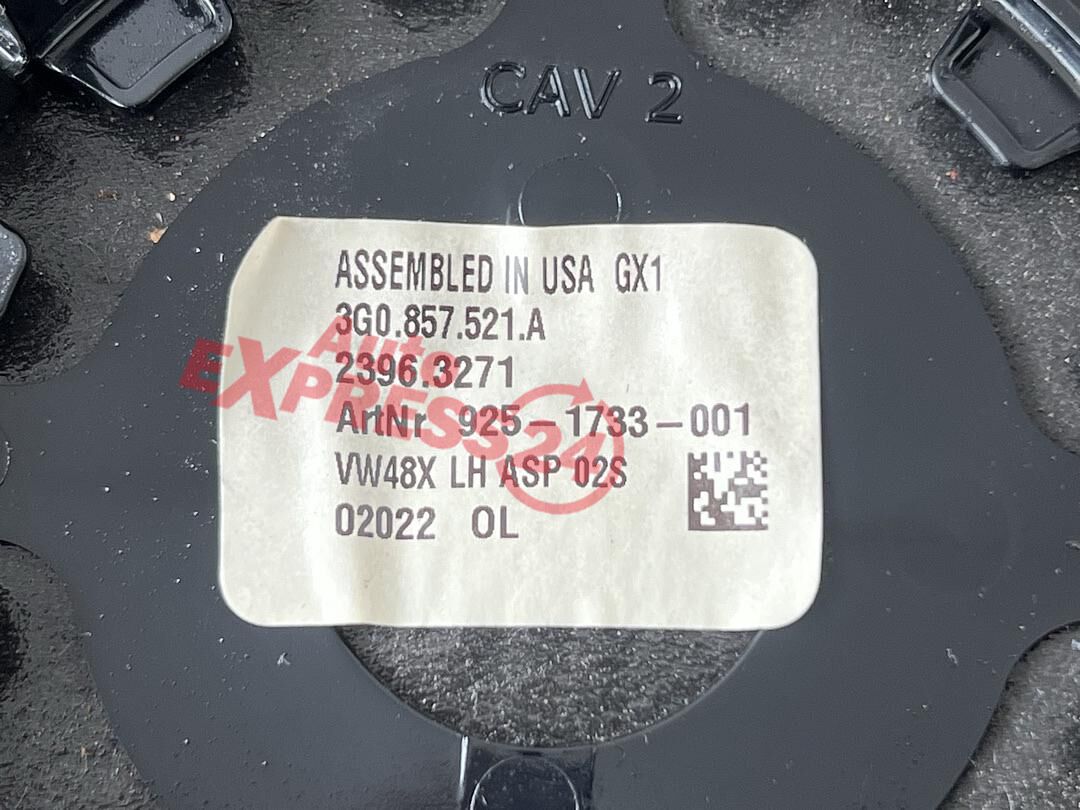 CAV 2
ASSEMBLED IN USA GX1
3G0.857.521.A
2396.3271
ArtNr 925-1733-001
VW48X LH ASP 02S
02022 OL
Auto
EXPRESS24